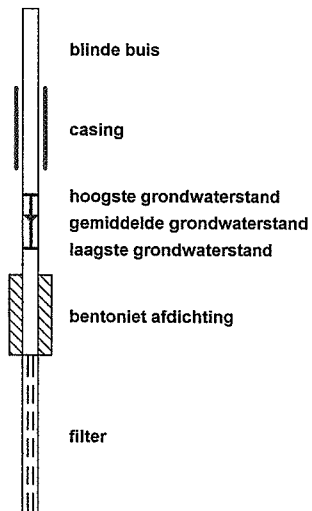 blinde buis
casing
hoogste grondwaterstand
gemiddelde grondwaterstand
laagste grondwaterstand
bentoniet afdichting
filter